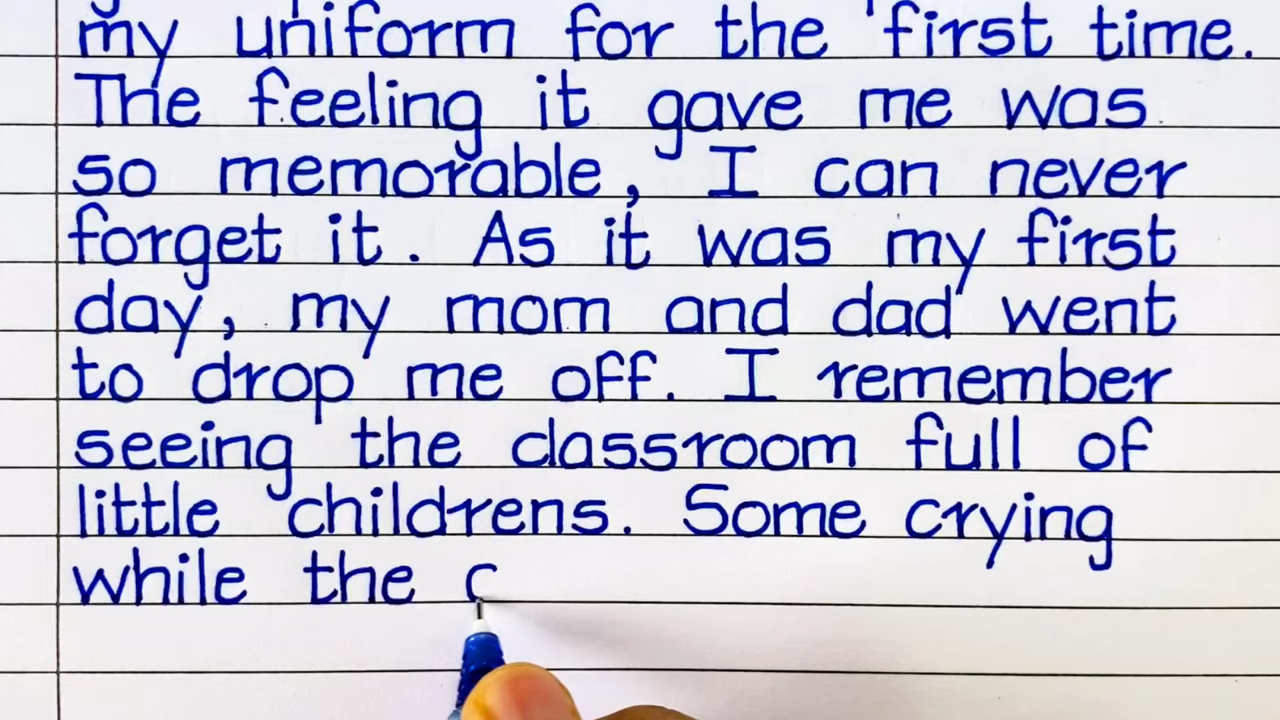 my uniform for the first time.
The feeling it gave me was
so memorable, I can never
forget it. As it was my first
day, my mom and dad went
to drop me off. I remember
seeing the classroom full of
little childrens. Some crying
while the